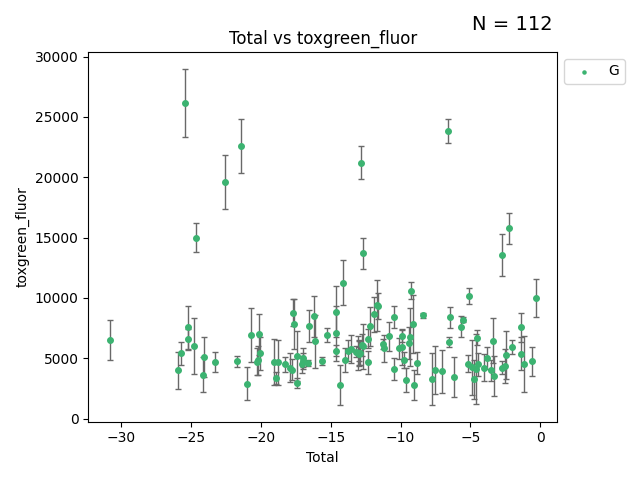 N = 112
Total vs toxgreen_fluor
G
toxgreen_fluor
30000
25000
20000
15000
10000
5000
0
−30
−25
−20
−15
−10
−5
0
Total